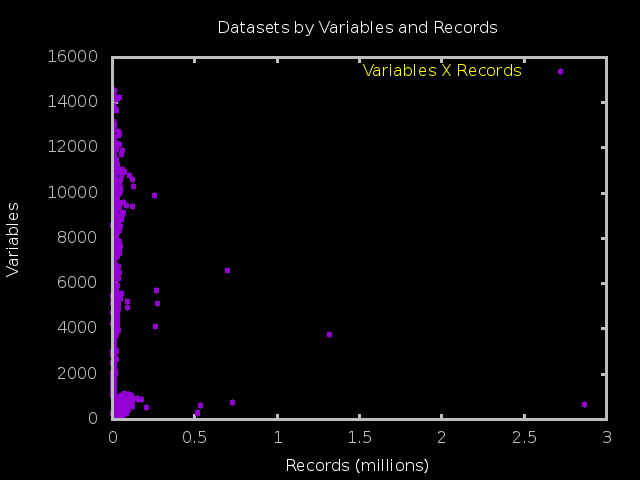 Datasets by Variables and Records
Variables X Records
16000
14000
12000
10000
8000
6000
4000
2000
0
Variables
0 0.5 1 1.5 2 2.5 3
Records (millions)